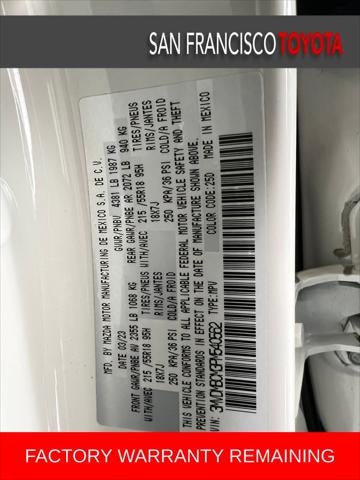 SAN FRANCISCO TOYOTA
MFD. BY MAZDA MOTOR MANUFACTURING DE MEXICO S.A. DE C.V.
DATE 03/23 GVWR/PNBV 4381 LB 1987 KG
FRONT GAWR/PNBE AV 2355 LB 1068 KG REAR GAWR/PNBE AR 2072 LB 940 KG
TIRES/PNEUS TIRES/PNEUS
WITH/AVEC 215/55R18 95H WITH/AVEC 215/55R18 95H
RIMS/JANTES RIMS/JANTES
18X7J 18X7J
250 KPA/36 PSI COLD/A FROID 250 KPA/36 PSI COLD/A FROID
THIS VEHICLE CONFORMS TO ALL APPLICABLE FEDERAL MOTOR VEHICLE SAFETY AND THEFT
PREVENTION STANDARDS IN EFFECT ON THE DATE OF MANUFACTURE SHOWN ABOVE.
TYPE:MPV COLOR CODE:25D MADE IN MEXICO
FACTORY WARRANTY REMAINING